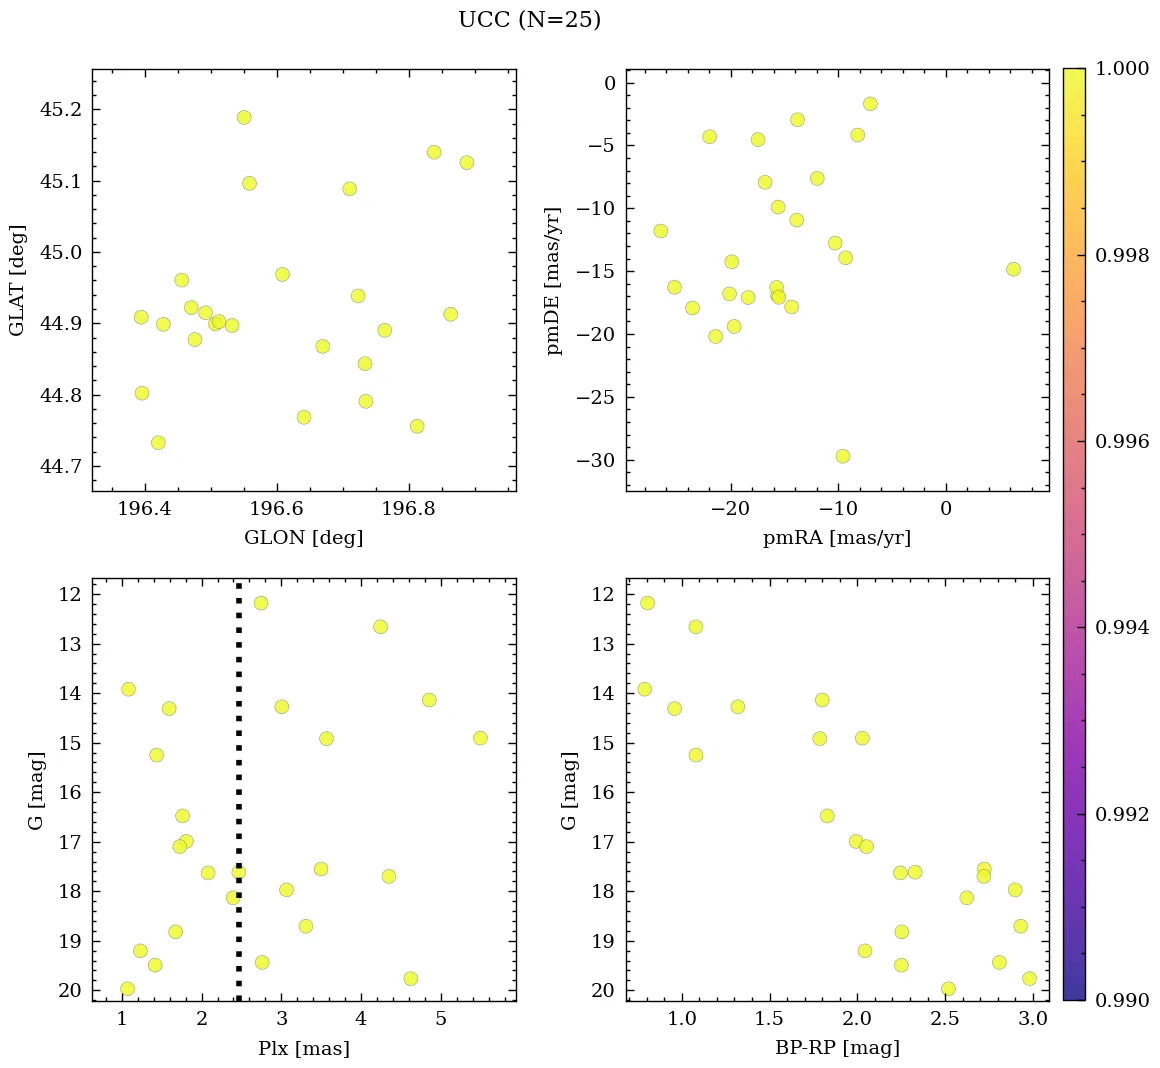 UCC (N=25)
45.2
45.1
45.0
44.9
44.8
44.7
GLAT [deg]
196.4 196.6 196.8
GLON [deg]
0
−5
−10
−15
−20
−25
−30
pmDE [mas/yr]
−20 −10 0
pmRA [mas/yr]
1.000
0.998
0.996
0.994
0.992
0.990
12
13
14
15
16
17
18
19
20
G [mag]
1 2 3 4 5
Plx [mas]
12
13
14
15
16
17
18
19
20
G [mag]
1.0 1.5 2.0 2.5 3.0
BP-RP [mag]